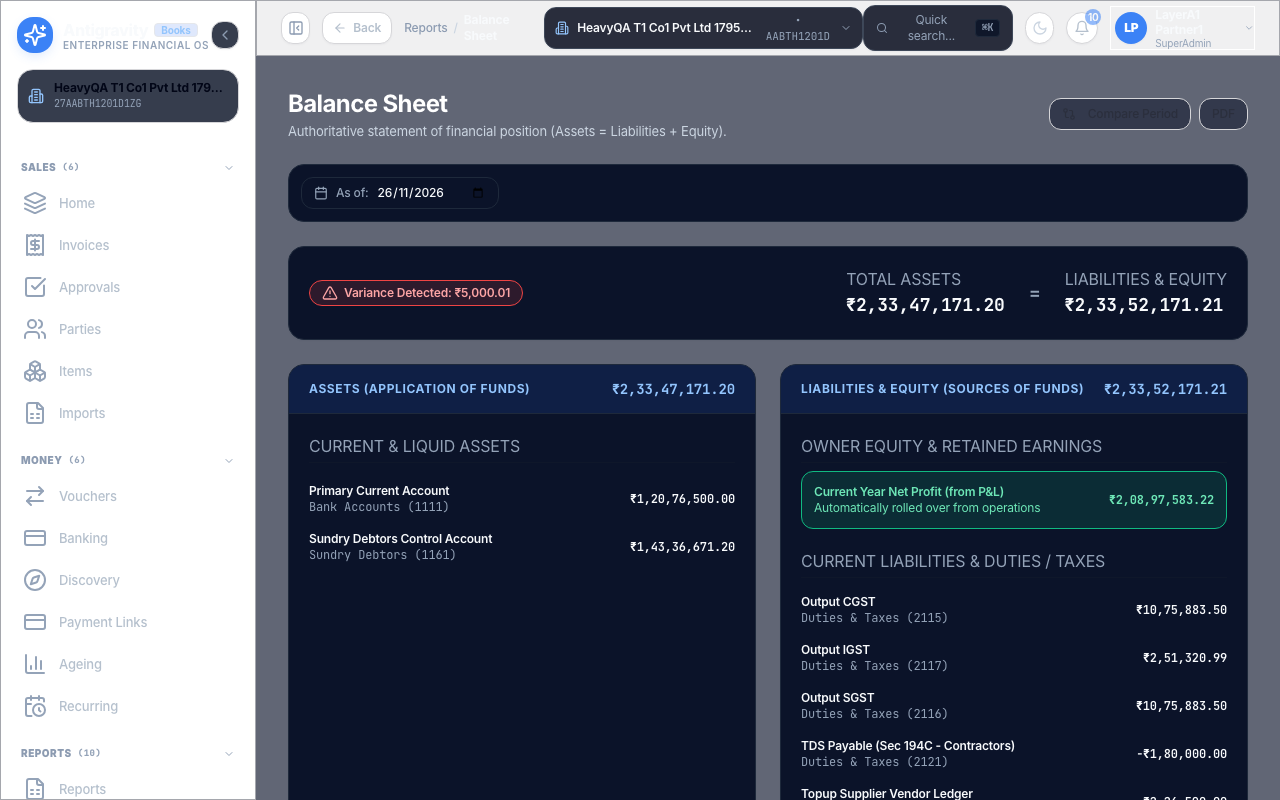 Antigravity Books
ENTERPRISE FINANCIAL OS
HeavyQA T1 Co1 Pvt Ltd 179...
27AABTH1201D1ZG
SALES (6)
Home
Invoices
Approvals
Parties
Items
Imports
MONEY (6)
Vouchers
Banking
Discovery
Payment Links
Ageing
Recurring
REPORTS (10)
Reports
Back
Reports / Balance Sheet
HeavyQA T1 Co1 Pvt Ltd 1795...
• AABTH1201D
Quick search...
⌘K
10
LP
LayerAT Partner1
SuperAdmin
Balance Sheet
Authoritative statement of financial position (Assets = Liabilities + Equity).
Compare Period
PDF
As of: 26/11/2026
Variance Detected: ₹5,000.01
TOTAL ASSETS
₹2,33,47,171.20
=
LIABILITIES & EQUITY
₹2,33,52,171.21
ASSETS (APPLICATION OF FUNDS) ₹2,33,47,171.20
CURRENT & LIQUID ASSETS
Primary Current Account
Bank Accounts (1111)
₹1,20,76,500.00
Sundry Debtors Control Account
Sundry Debtors (1161)
₹1,43,36,671.20
LIABILITIES & EQUITY (SOURCES OF FUNDS) ₹2,33,52,171.21
OWNER EQUITY & RETAINED EARNINGS
Current Year Net Profit (from P&L)
Automatically rolled over from operations
₹2,08,97,583.22
CURRENT LIABILITIES & DUTIES / TAXES
Output CGST
Duties & Taxes (2115)
₹10,75,883.50
Output IGST
Duties & Taxes (2117)
₹2,51,320.99
Output SGST
Duties & Taxes (2116)
₹10,75,883.50
TDS Payable (Sec 194C - Contractors)
Duties & Taxes (2121)
-₹1,80,000.00
Topup Supplier Vendor Ledger